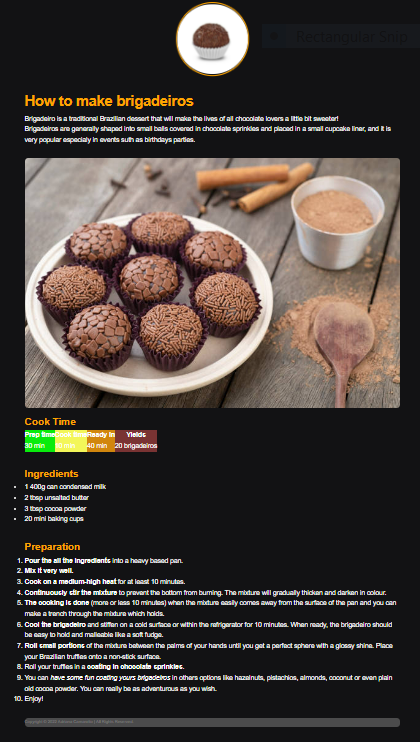 Rectangular Snip
How to make brigadeiros
Brigadeiro is a traditional Brazilian dessert that will make the lives of all chocolate lovers a little bit sweeter!
Brigadeiros are generally shaped into small balls covered in chocolate sprinkles and placed in a small cupcake liner, and it is
very popular especialy in events suth as birthdays parties.
Cook Time
Prep time Cook time Ready In Yields
30 min min 40 min 20 brigadeiros
Ingredients
1 400g can condensed milk
2 tbsp unsalted butter
3 tbsp cocoa powder
20 mini baking cups
Preparation
1. Pour the all the ingredients into a heavy based pan.
2. Mix it very well.
3. Cook on a medium-high heat for at least 10 minutes.
4. Continuously stir the mixture to prevent the bottom from burning. The mixture will gradually thicken and darken in colour.
5. The cooking is done (more or less 10 minutes) when the mixture easily comes away from the surface of the pan and you can
make a trench through the mixture which holds.
6. Cool the brigadeiro and stiffen on a cold surface or within the refrigerator for 10 minutes. When ready, the brigadeiro should
be easy to hold and malleable like a soft fudge.
7. Roll small portions of the mixture between the palms of your hands until you get a perfect sphere with a glossy shine. Place
your Brazilian truffles onto a non-stick surface.
8. Roll your truffles in a coating in chocolate sprinkles.
9. You can have some fun coating yours brigadeiros in others option like hazelnuts, pistachios, almonds, coconut or even plain
old cocoa powder. You can really be as adventurous as you wish.
10. Enjoy!